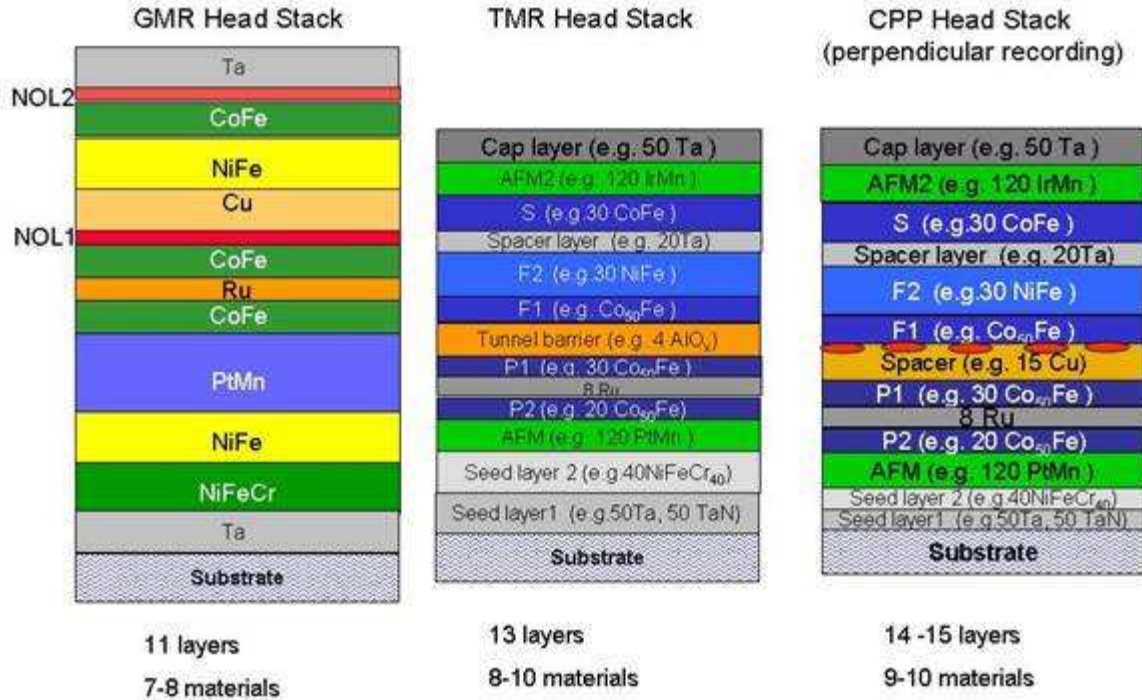 GMR Head Stack
Ta
NOL2
CoFe
NiFe
Cu
NOL1
CoFe
Ru
CoFe
PtMn
NiFe
NiFeCr
Ta
Substrate
11 layers
7-8 materials
TMR Head Stack
Cap layer (e.g. 50 Ta )
AFM2 (e.g. 120 IrMn )
S (e.g.30 CoFe )
Spacer layer (e.g. 20Ta)
F2 (e.g.30 NiFe )
F1 (e.g. Co₅₀Fe )
Tunnel barrier (e.g. 4 AlOₓ)
P1 (e.g. 30 Co₅₀Fe )
8 Ru
P2 (e.g. 20 Co₅₀Fe)
AFM (e.g. 120 PtMn )
Seed layer 2 (e.g.40NiFeCr₄₀)
Seed layer1 (e.g.50Ta, 50 TaN)
Substrate
13 layers
8-10 materials
CPP Head Stack
(perpendicular recording)
Cap layer (e.g. 50 Ta )
AFM2 (e.g. 120 IrMn )
S (e.g.30 CoFe )
Spacer layer (e.g. 20Ta)
F2 (e.g.30 NiFe )
F1 (e.g. Co₅₀Fe )
Spacer (e.g. 15 Cu)
P1 (e.g. 30 Co₅₀Fe )
8 Ru
P2 (e.g. 20 Co₅₀Fe)
AFM (e.g. 120 PtMn )
Seed layer 2 (e.g.40NiFeCr₄₀)
Seed layer1 (e.g.50Ta, 50 TaN)
Substrate
14 -15 layers
9-10 materials